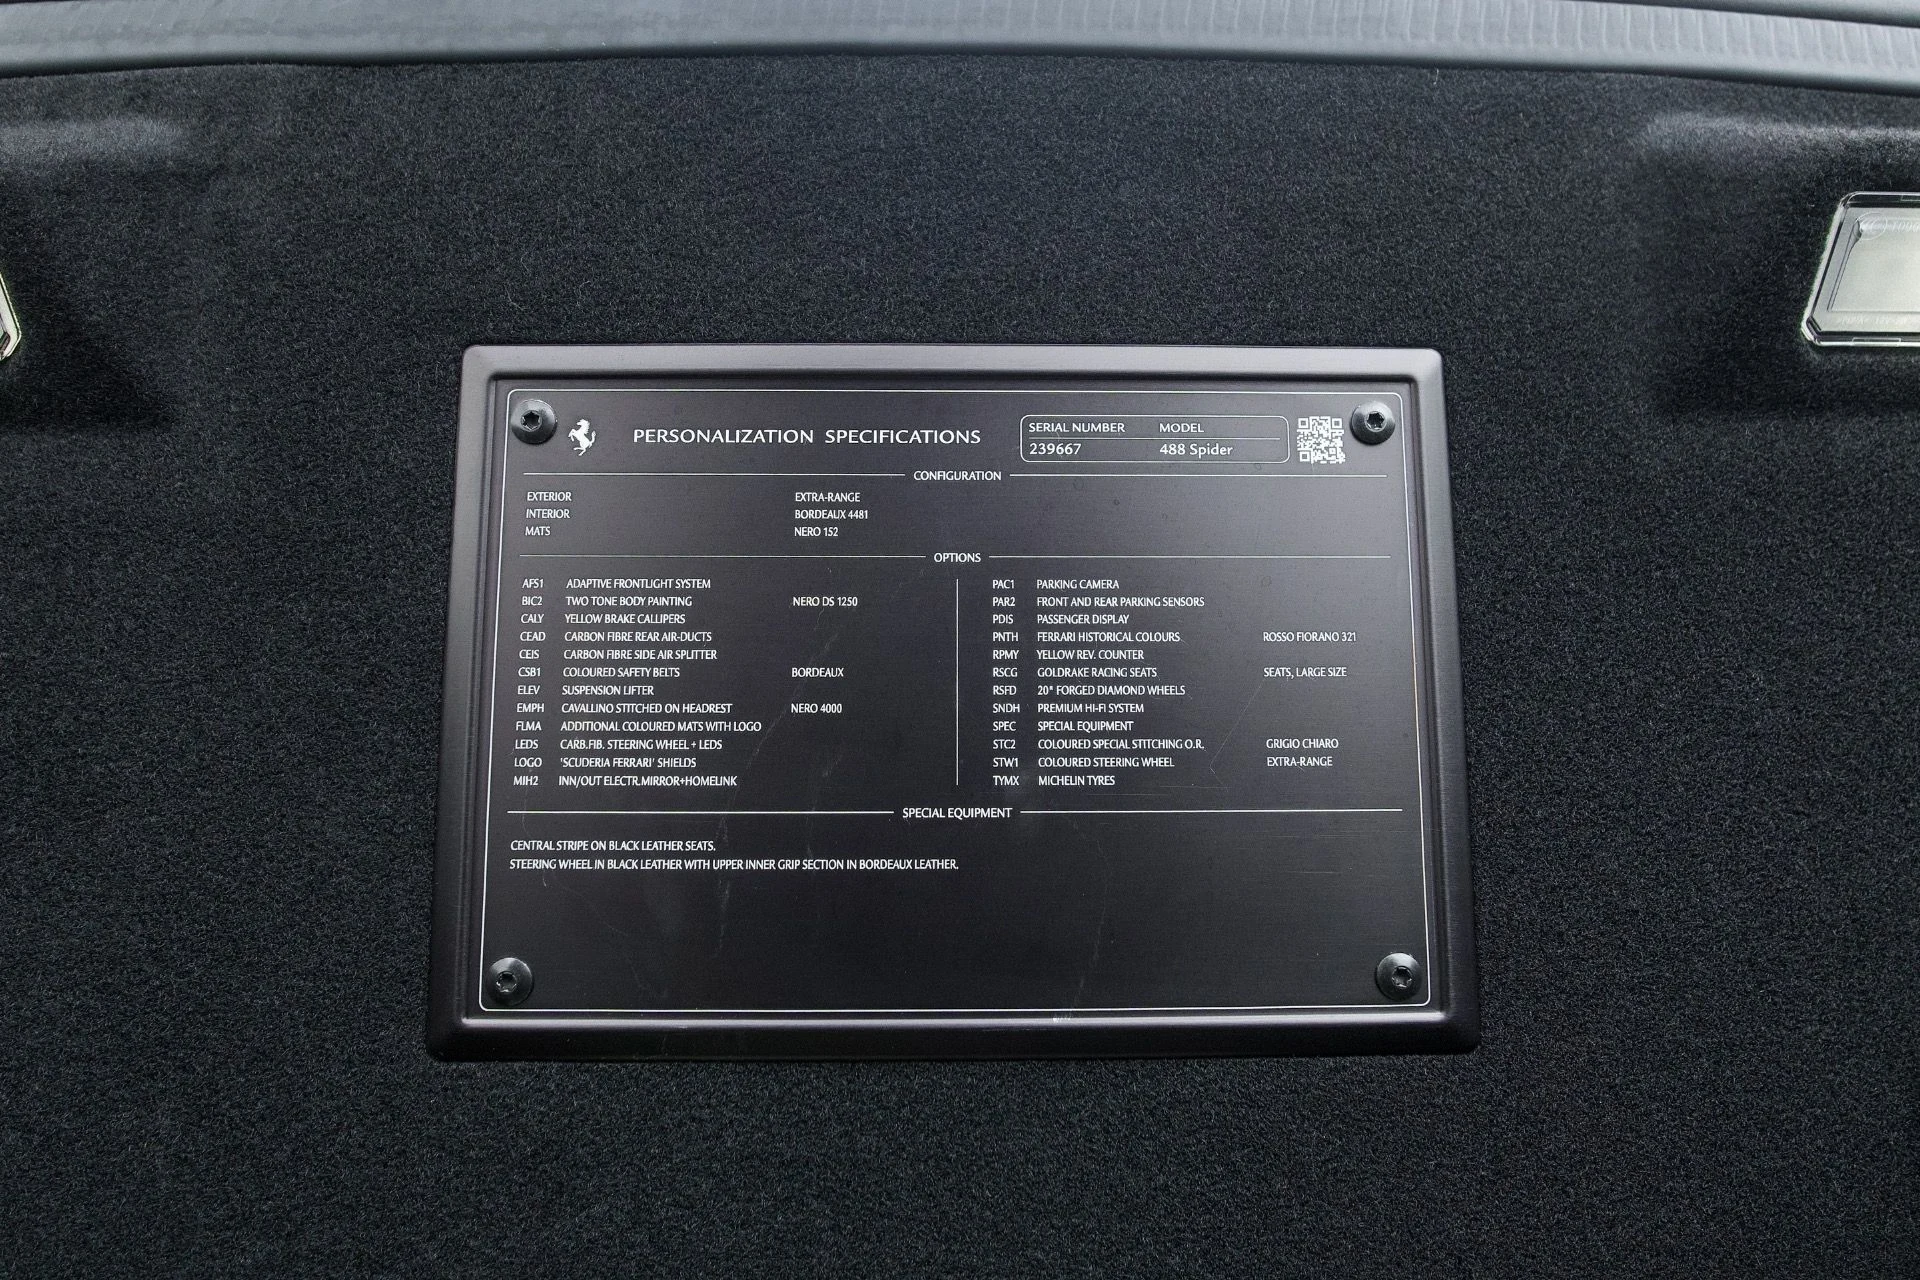 PERSONALIZATION SPECIFICATIONS
SERIAL NUMBER MODEL
239667 488 Spider
CONFIGURATION
EXTERIOR EXTRA-RANGE
INTERIOR BORDEAUX 4481
MATS NERO 152
OPTIONS
AFS1 ADAPTIVE FRONTLIGHT SYSTEM
BIC2 TWO TONE BODY PAINTING NERO DS 1250
CALY YELLOW BRAKE CALLIPERS
CEAD CARBON FIBRE REAR AIR-DUCTS
CEIS CARBON FIBRE SIDE AIR SPLITTER
CSB1 COLOURED SAFETY BELTS BORDEAUX
ELEV SUSPENSION LIFTER
EMPH CAVALLINO STITCHED ON HEADREST NERO 4000
FLMA ADDITIONAL COLOURED MATS WITH LOGO
LEDS CARB.FIB. STEERING WHEEL + LEDS
LOGO 'SCUDERIA FERRARI' SHIELDS
MIH2 INN/OUT ELECTR.MIRROR+HOMELINK
PAC1 PARKING CAMERA
PAR2 FRONT AND REAR PARKING SENSORS
PDIS PASSENGER DISPLAY
PNTH FERRARI HISTORICAL COLOURS ROSSO FIORANO 321
RPMY YELLOW REV. COUNTER
RSCG GOLDRAKE RACING SEATS SEATS, LARGE SIZE
RSFD 20" FORGED DIAMOND WHEELS
SNDH PREMIUM HI-FI SYSTEM
SPEC SPECIAL EQUIPMENT
STC2 COLOURED SPECIAL STITCHING O.R. GRIGIO CHIARO
STW1 COLOURED STEERING WHEEL EXTRA-RANGE
TYMX MICHELIN TYRES
SPECIAL EQUIPMENT
CENTRAL STRIPE ON BLACK LEATHER SEATS.
STEERING WHEEL IN BLACK LEATHER WITH UPPER INNER GRIP SECTION IN BORDEAUX LEATHER.